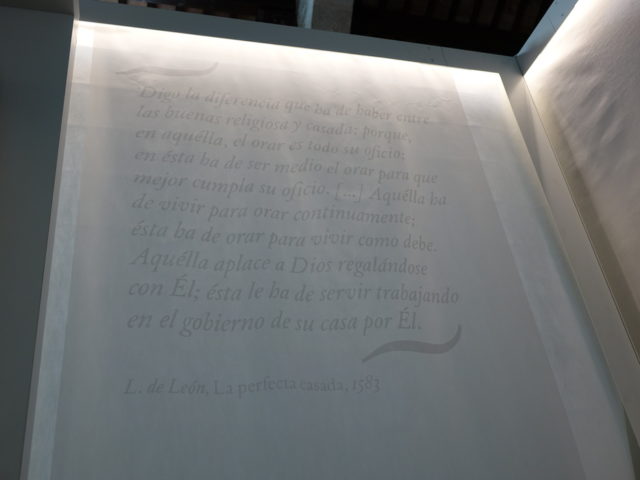 Digo la diferencia que ha de haber entre
las buenas religiosa y casada: porque,
en aquélla, el orar es todo su oficio;
en ésta ha de ser medio el orar para que
mejor cumpla su oficio. [...] Aquélla ha
de vivir para orar continuamente;
ésta ha de orar para vivir como debe.
Aquélla aplace a Dios regalándose
con Él; ésta le ha de servir trabajando
en el gobierno de su casa por Él.
L. de León, La perfecta casada, 1583